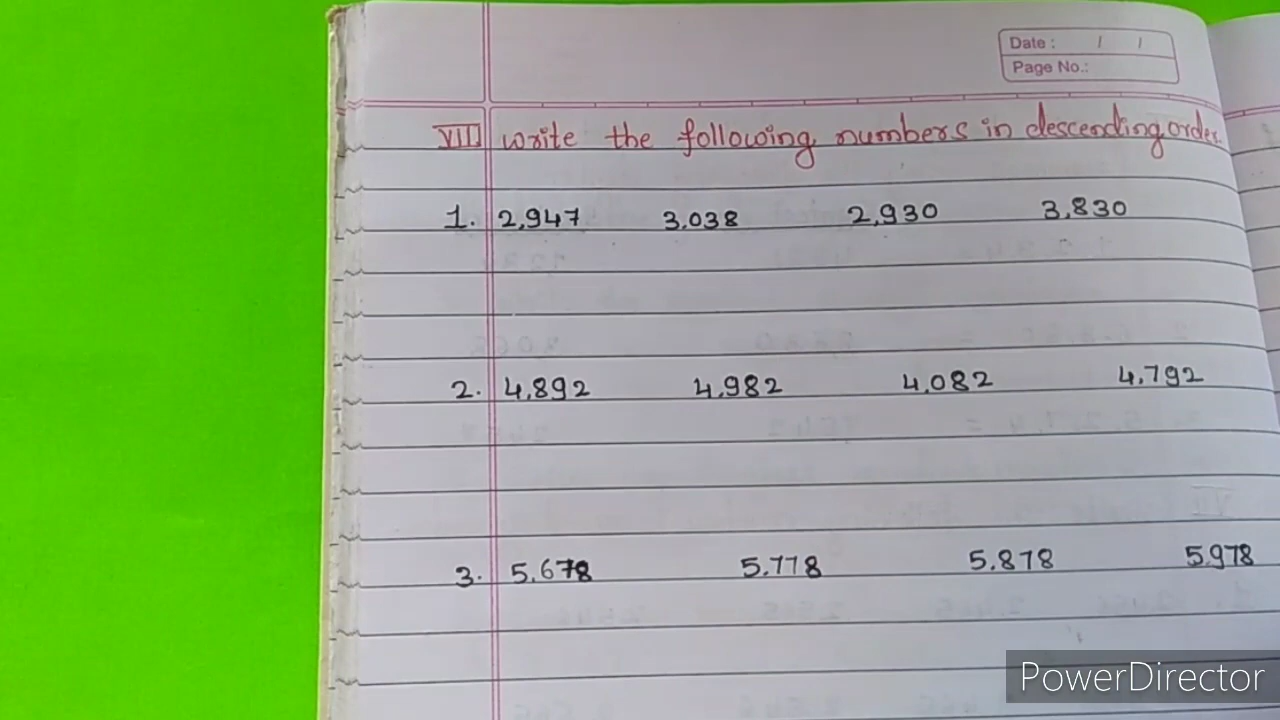 Date : / /
Page No.:
VIII write the following numbers in descending order.
1. 2,947 3,038 2,930 3,830
2. 4,892 4,982 4,082 4,792
3. 5,678 5,778 5,878 5,978
PowerDirector